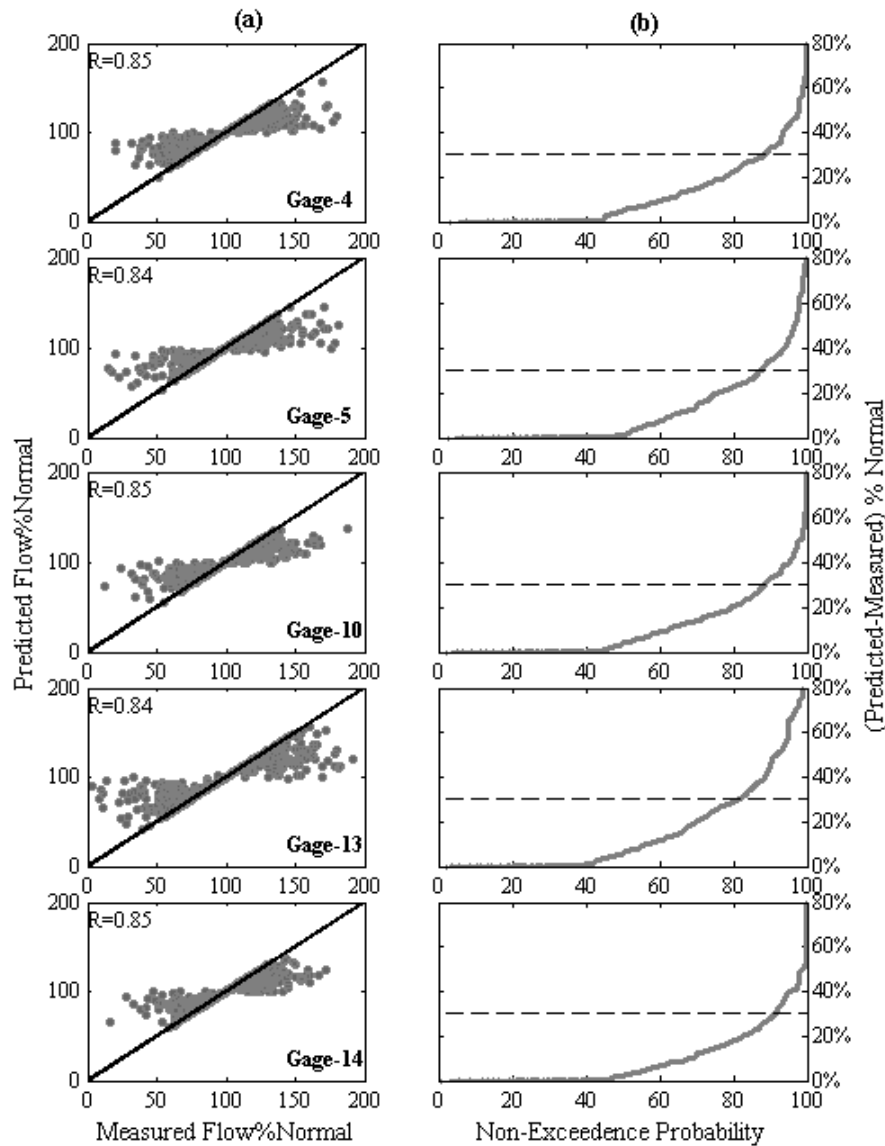 (a)
(b)
200
100
0
R=0.85
Gage-4
0 50 100 150 200
80%
60%
40%
20%
0%
0 20 40 60 80 100
200
100
0
R=0.84
Gage-5
0 50 100 150 200
80%
60%
40%
20%
0%
0 20 40 60 80 100
200
100
0
R=0.85
Gage-10
0 50 100 150 200
80%
60%
40%
20%
0%
0 20 40 60 80 100
200
100
0
R=0.84
Gage-13
0 50 100 150 200
80%
60%
40%
20%
0%
0 20 40 60 80 100
200
100
0
R=0.85
Gage-14
0 50 100 150 200
80%
60%
40%
20%
0%
0 20 40 60 80 100
Predicted Flow%Normal
(Predicted-Measured) % Normal
Measured Flow%Normal
Non-Exceedence Probability